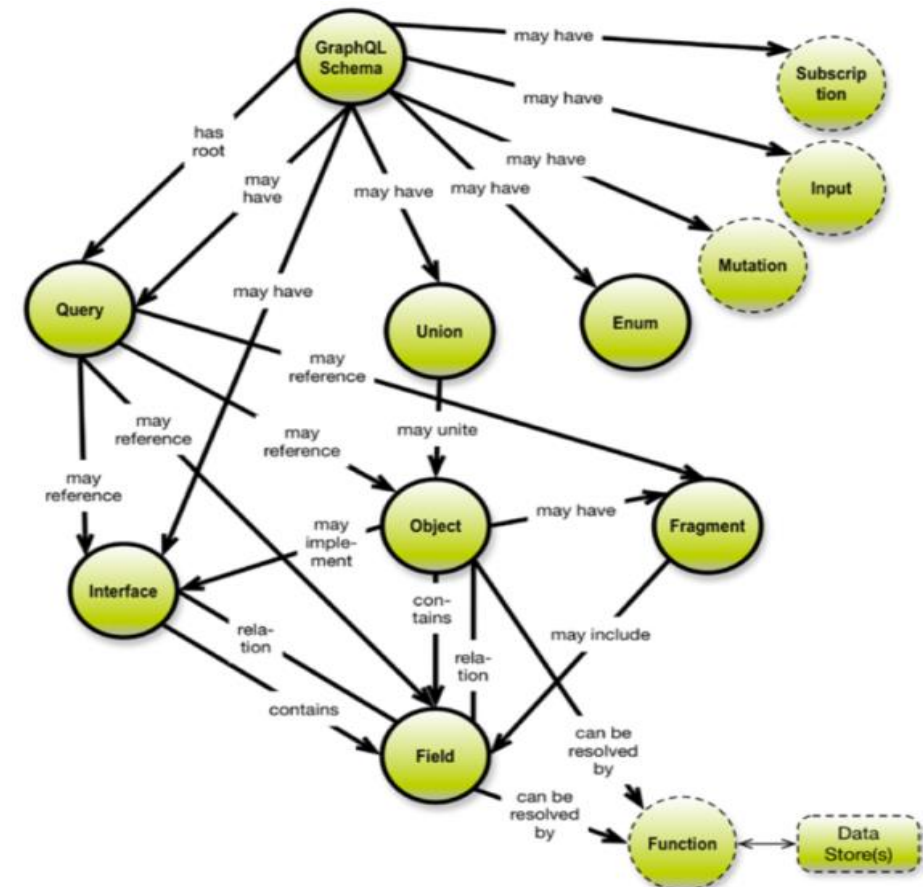 GraphQL
Schema
may have
Subscrip
tion
may have
has
root
may have
Input
may
have
may have
may have
Mutation
may have
Query
Union
Enum
may
reference
may
reference
may
reference
may unite
may
reference
Object
may have
Fragment
may
imple-
ment
Interface
con-
tains
rela-
tion
may include
rela-
tion
contains
Field
can be
resolved
by
can be
resolved
by
Function
Data
Store(s)